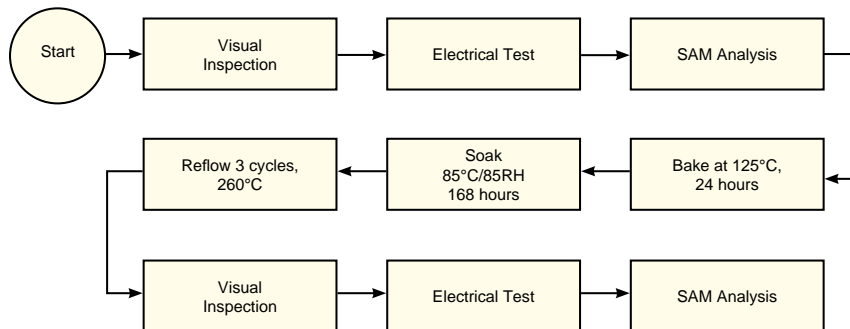 Start
Visual
Inspection
Electrical Test
SAM Analysis
Bake at 125°C,
24 hours
Soak
85°C/85RH
168 hours
Reflow 3 cycles,
260°C
Visual
Inspection
Electrical Test
SAM Analysis